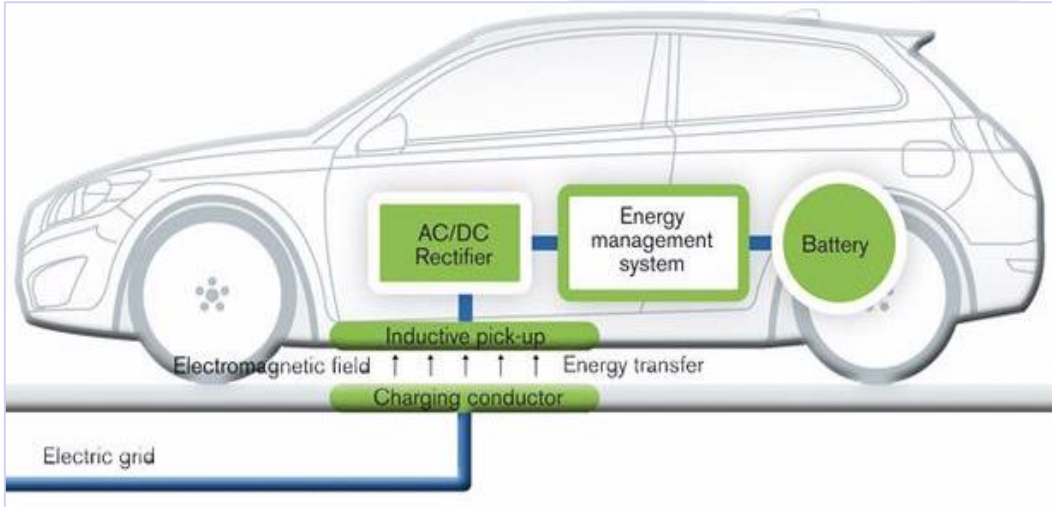 AC/DC
Rectifier
Energy
management
system
Battery
Inductive pick-up
Electromagnetic field
Energy transfer
Charging conductor
Electric grid